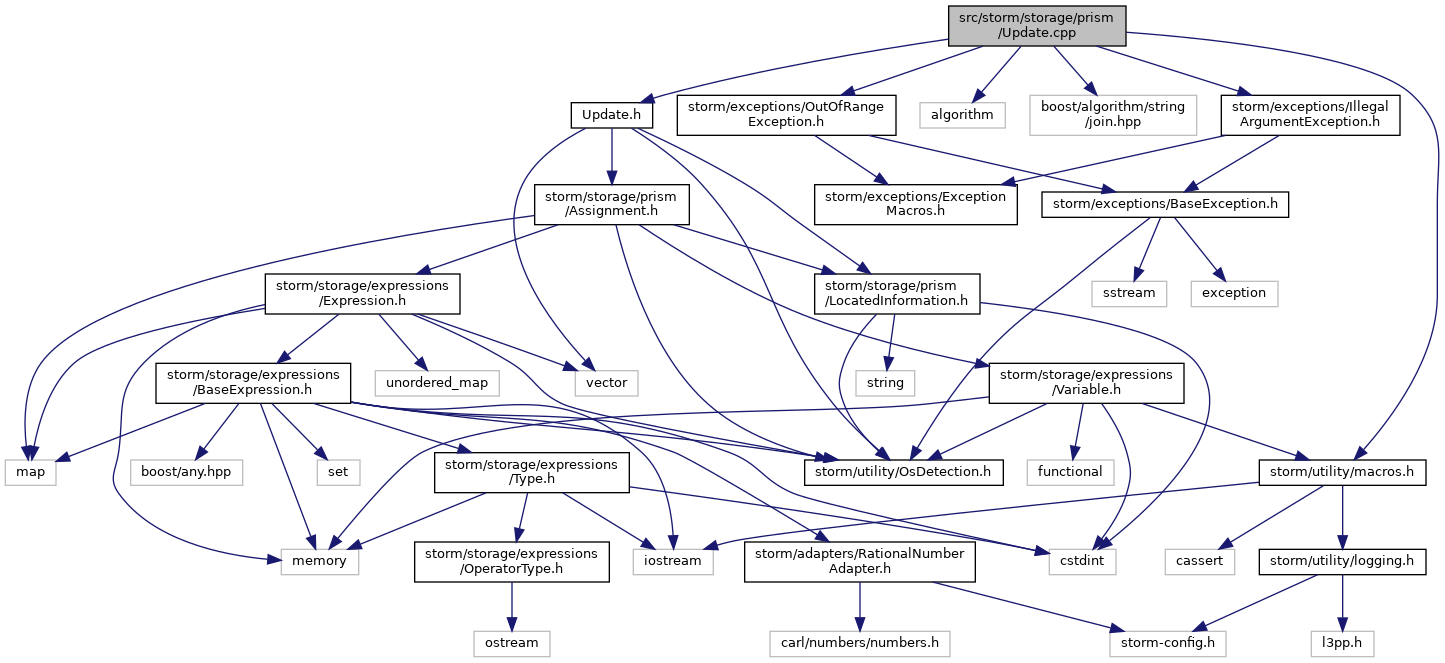 src/storm/storage/prism
/Update.cpp
Update.h
storm/exceptions/OutOfRange
Exception.h
algorithm
boost/algorithm/string
/join.hpp
storm/exceptions/Illegal
ArgumentException.h
storm/storage/prism
/Assignment.h
storm/exceptions/Exception
Macros.h
storm/exceptions/BaseException.h
storm/storage/expressions
/Expression.h
storm/storage/prism
/LocatedInformation.h
sstream
exception
storm/storage/expressions
/BaseExpression.h
unordered_map
vector
string
storm/storage/expressions
/Variable.h
map
boost/any.hpp
set
storm/storage/expressions
/Type.h
storm/utility/OsDetection.h
functional
storm/utility/macros.h
memory
storm/storage/expressions
/OperatorType.h
iostream
storm/adapters/RationalNumber
Adapter.h
cstdint
cassert
storm/utility/logging.h
ostream
carl/numbers/numbers.h
storm-config.h
l3pp.h